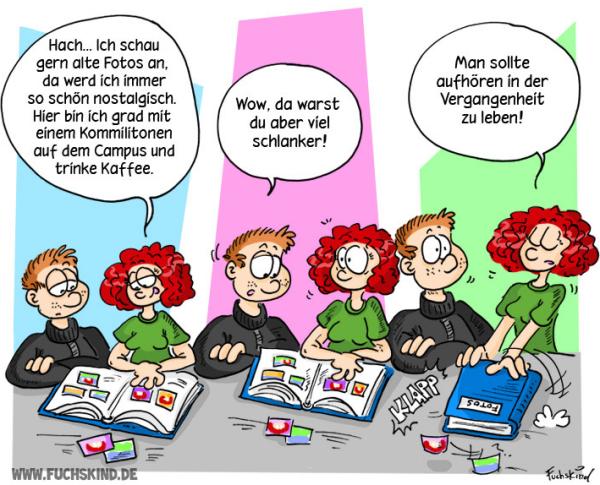 Hach... Ich schau
gern alte Fotos an,
da werd ich immer
so schön nostalgisch.
Hier bin ich grad mit
einem Kommilitonen
auf dem Campus und
trinke Kaffee.
Wow, da warst
du aber viel
schlanker!
Man sollte
aufhören in der
Vergangenheit
zu leben!
KLAPP
FOTOS
WWW.FUCHSKIND.DE
Fuchskind